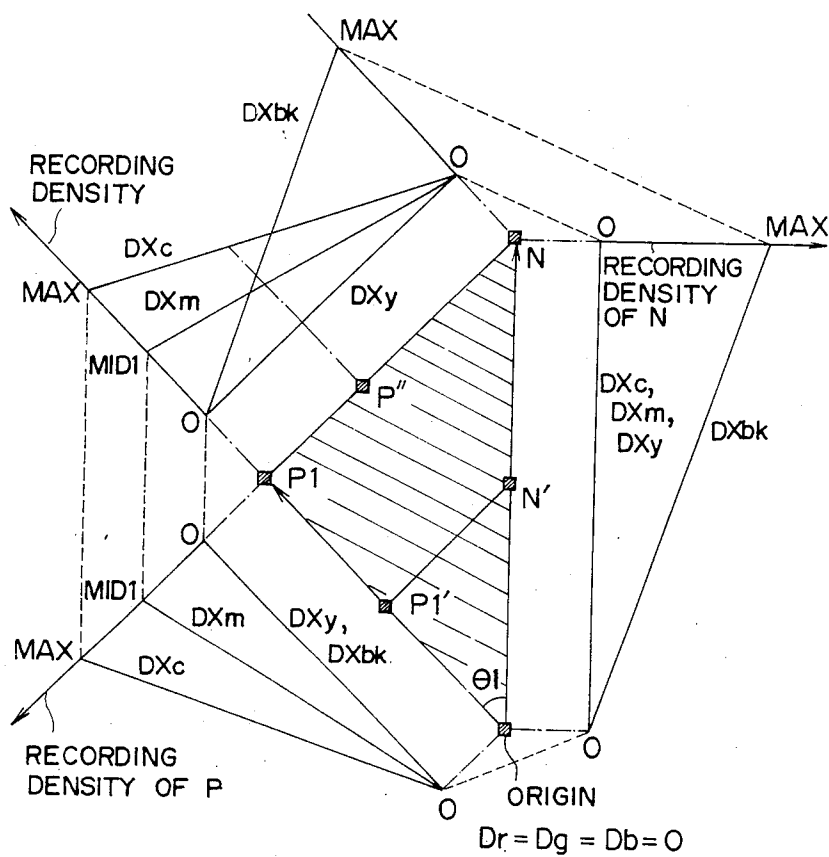 MAX
DXbk
RECORDING
DENSITY
O
O
MAX
DXc
N
RECORDING
DENSITY
OF N
MAX
DXm
DXy
MID1
P"
DXc,
DXm,
DXy
DXbk
O
P1
N'
O
MID1
P1'
DXm
DXy,
DXbk
MAX
DXc
θ1
O
RECORDING
DENSITY OF P
O
ORIGIN
Dr = Dg = Db = O